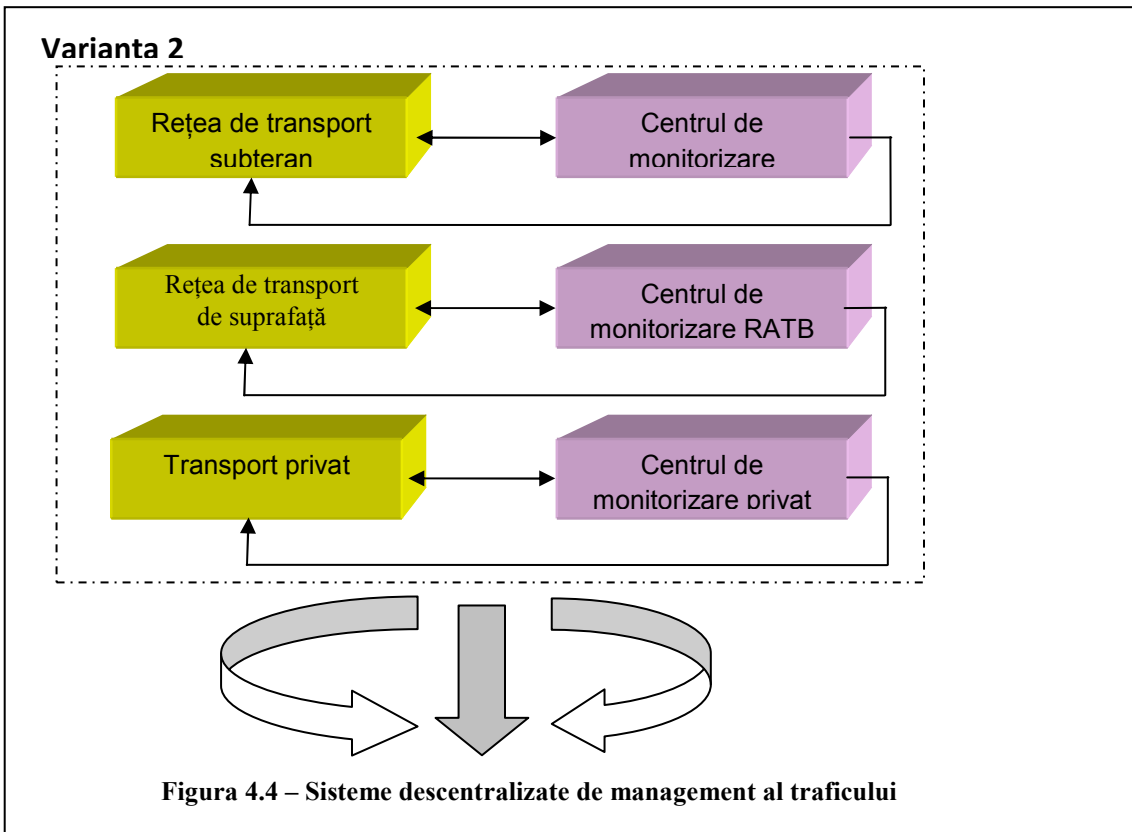 Varianta 2
Rețea de transport
subteran
Centrul de
monitorizare
Rețea de transport
de suprafață
Centrul de
monitorizare RATB
Transport privat
Centrul de
monitorizare privat
Figura 4.4 – Sisteme descentralizate de management al traficului